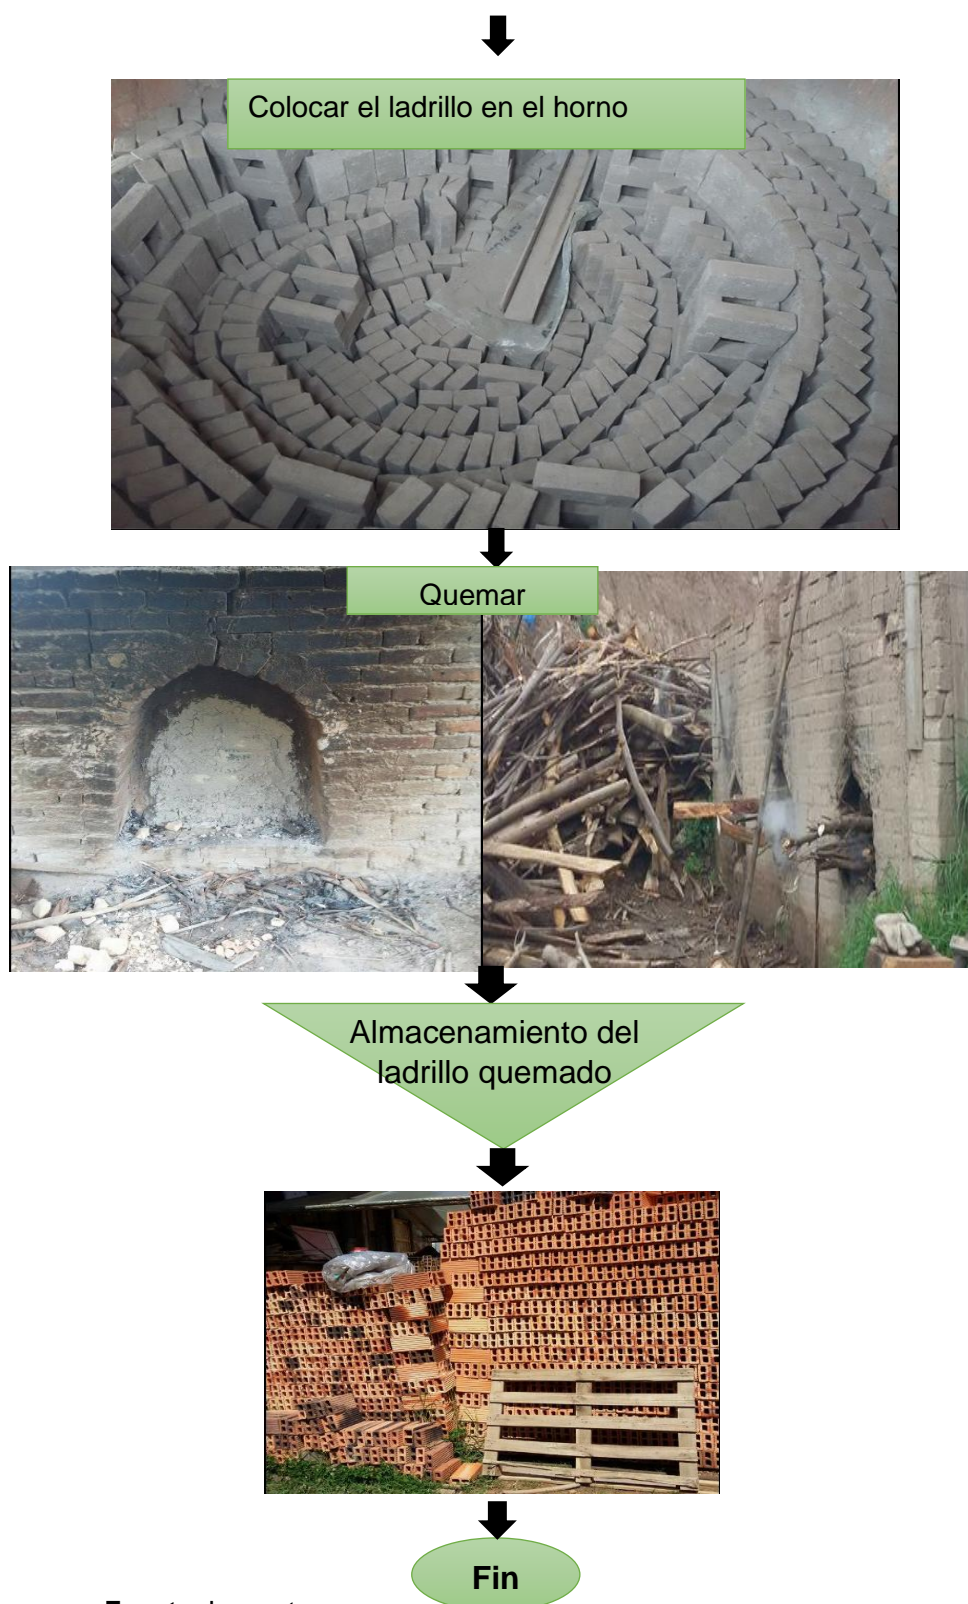 Colocar el ladrillo en el horno
Quemar
Almacenamiento del
ladrillo quemado
Fin